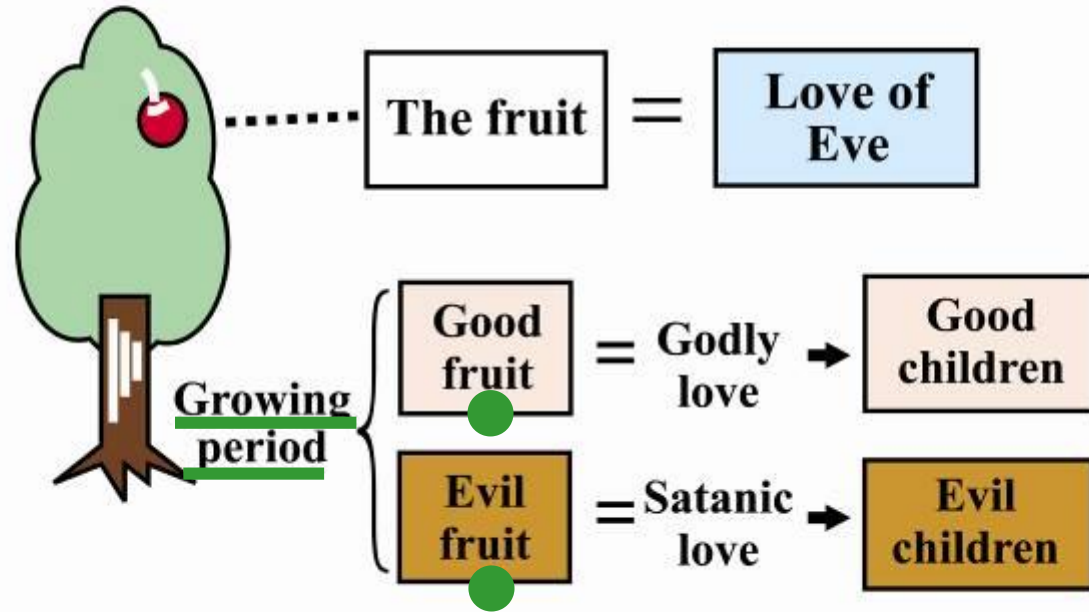 The fruit = Love of
Eve
Good
fruit = Godly
love Good
children
Growing
period
Evil
fruit = Satanic
love Evil
children